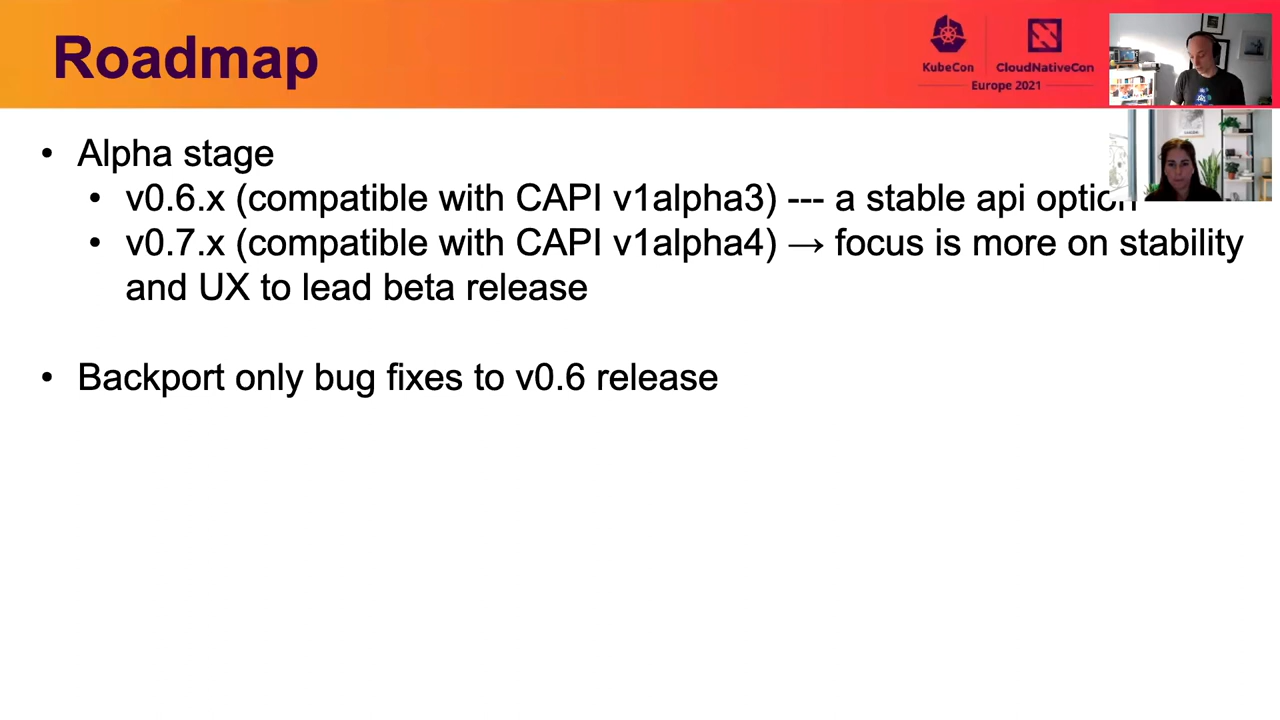 Roadmap
KubeCon
CloudNativeCon
Europe 2021
• Alpha stage
• v0.6.x (compatible with CAPI v1alpha3) --- a stable api option
• v0.7.x (compatible with CAPI v1alpha4) → focus is more on stability
and UX to lead beta release
• Backport only bug fixes to v0.6 release